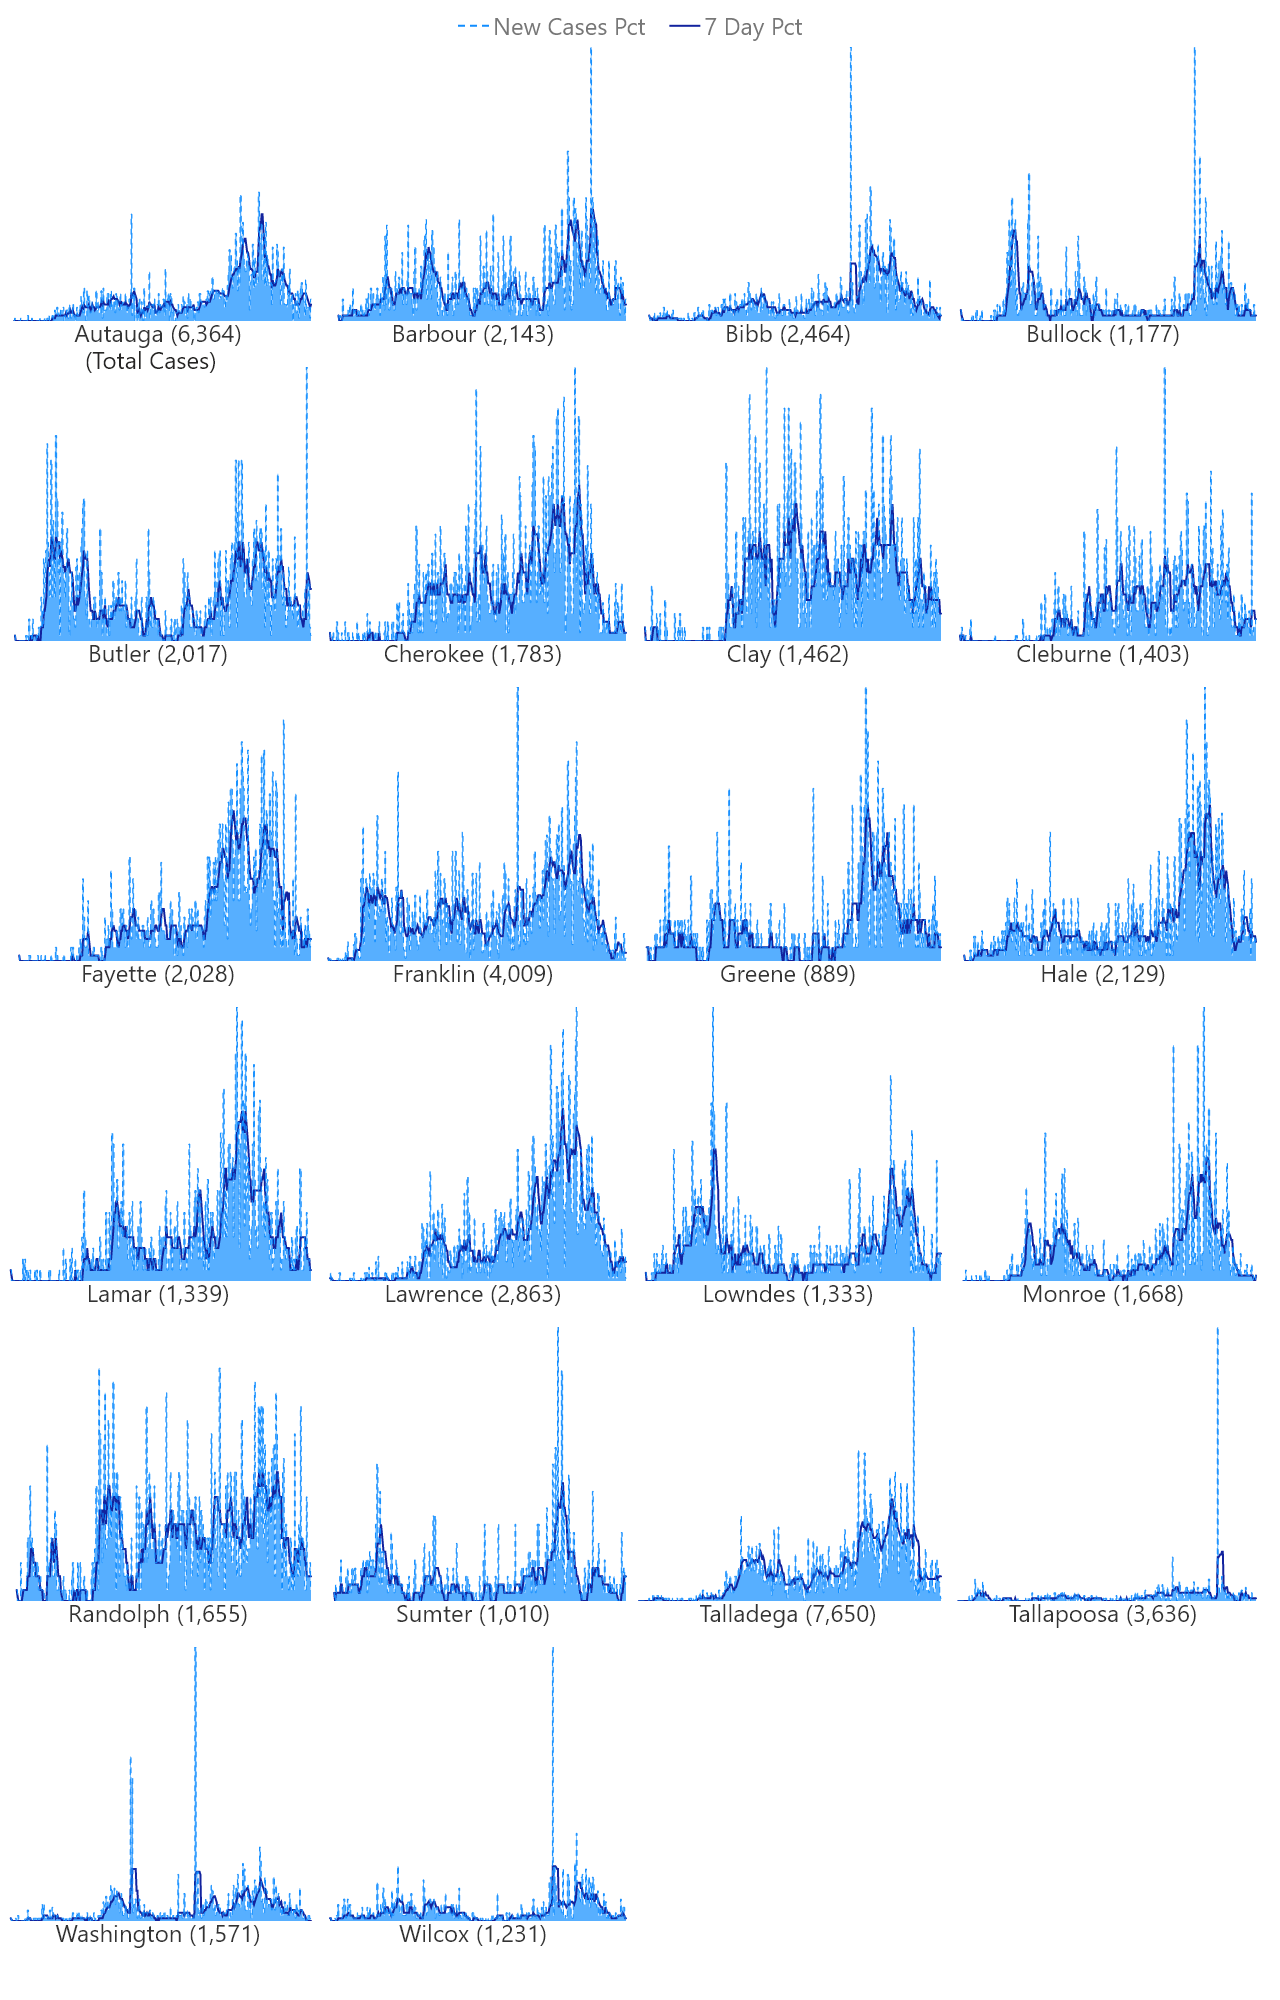 New Cases Pct 7 Day Pct
Autauga (6,364) Barbour (2,143) Bibb (2,464) Bullock (1,177)
(Total Cases)
Butler (2,017) Cherokee (1,783) Clay (1,462) Cleburne (1,403)
Fayette (2,028) Franklin (4,009) Greene (889) Hale (2,129)
Lamar (1,339) Lawrence (2,863) Lowndes (1,333) Monroe (1,668)
Randolph (1,655) Sumter (1,010) Talladega (7,650) Tallapoosa (3,636)
Washington (1,571) Wilcox (1,231)